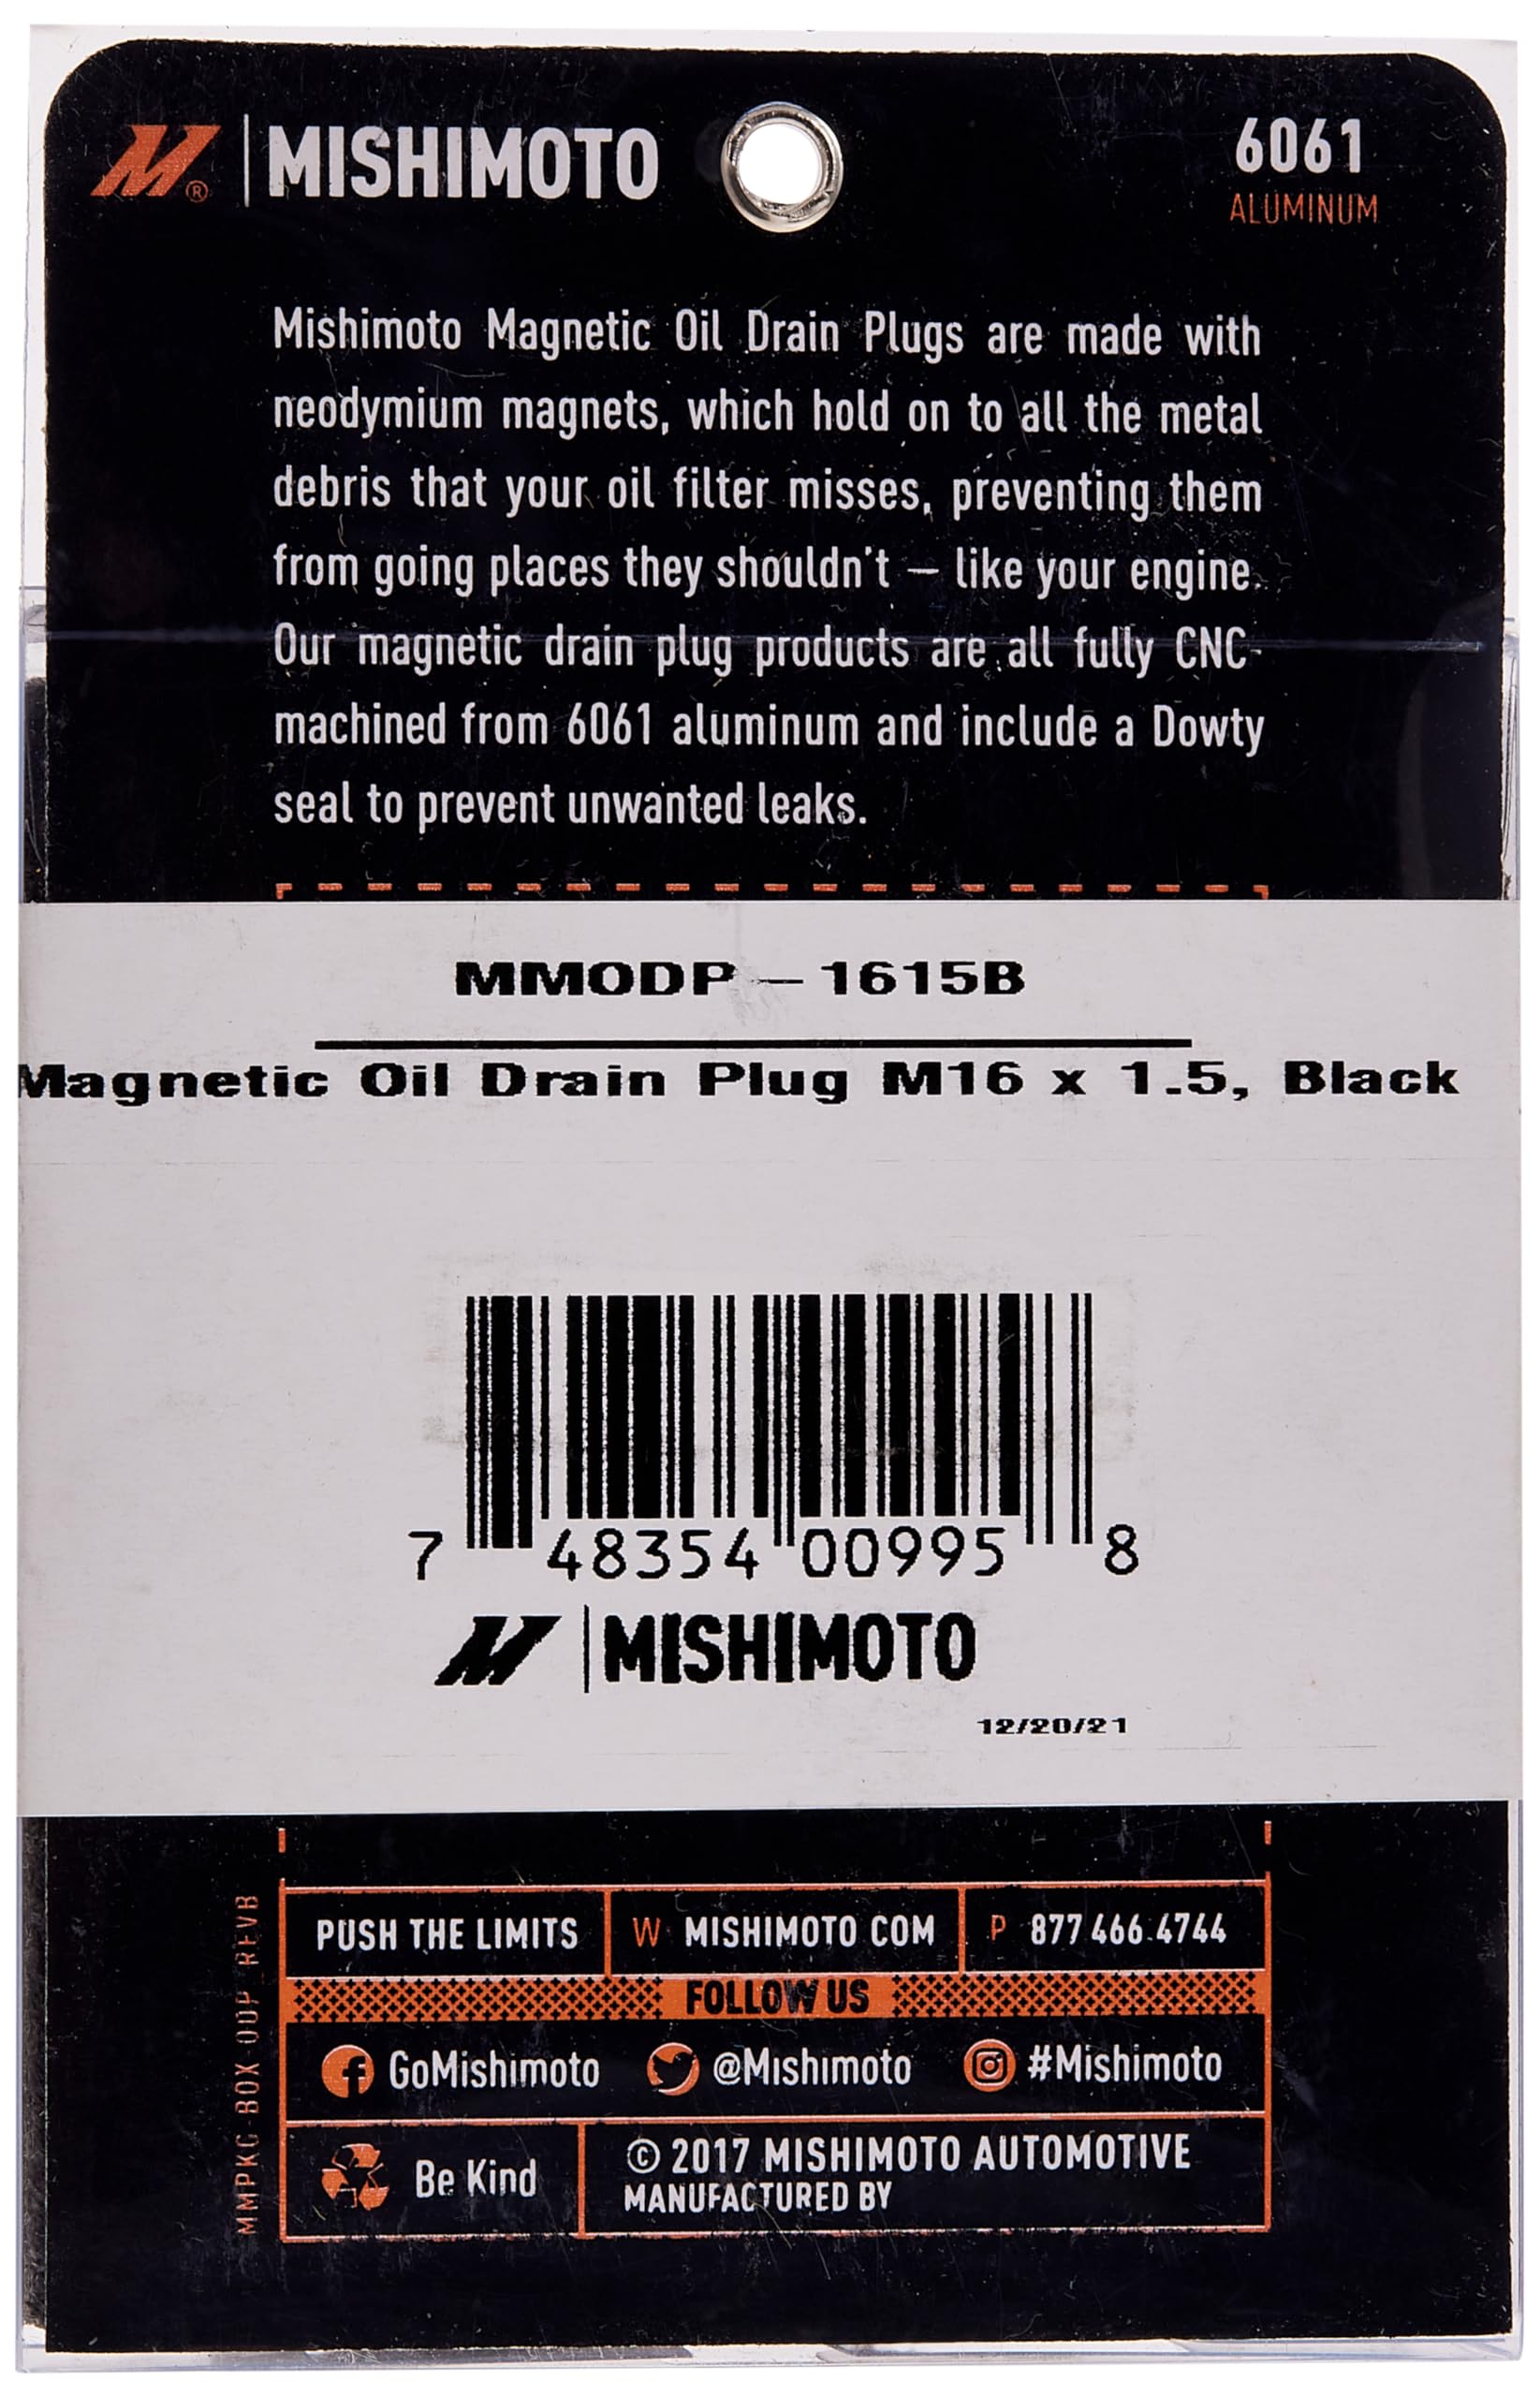 M® | MISHIMOTO
6061
ALUMINUM
Mishimoto Magnetic Oil Drain Plugs are made with
neodymium magnets, which hold on to all the metal
debris that your oil filter misses, preventing them
from going places they shouldn't – like your engine.
Our magnetic drain plug products are all fully CNC-
machined from 6061 aluminum and include a Dowty
seal to prevent unwanted leaks.
MMODP – 1615B
Magnetic Oil Drain Plug M16 x 1.5, Black
7 48354 00995 8
M | MISHIMOTO
12/20/21
PUSH THE LIMITS W MISHIMOTO COM P 877 466.4744
FOLLOW US
GoMishimoto @Mishimoto #Mishimoto
Be Kind
© 2017 MISHIMOTO AUTOMOTIVE
MANUFACTURED BY
MMPKG-BOX-ODP REVB